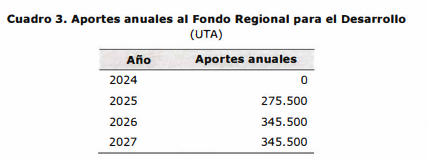 Cuadro 3. Aportes anuales al Fondo Regional para el Desarrollo
(UTA)
Año Aportes anuales
2024 0
2025 275.500
2026 345.500
2027 345.500